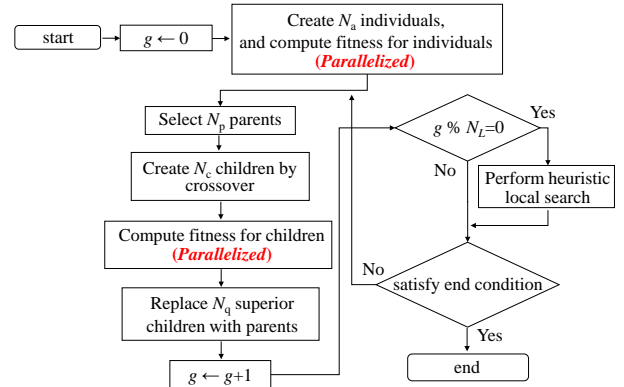 start
g ← 0
Create Na individuals,
and compute fitness for individuals
(Parallelized)
Select Np parents
Create Nc children by
crossover
Compute fitness for children
(Parallelized)
Replace Nq superior
children with parents
g ← g+1
g % NL=0
Yes
No
Perform heuristic
local search
satisfy end condition
No
Yes
end